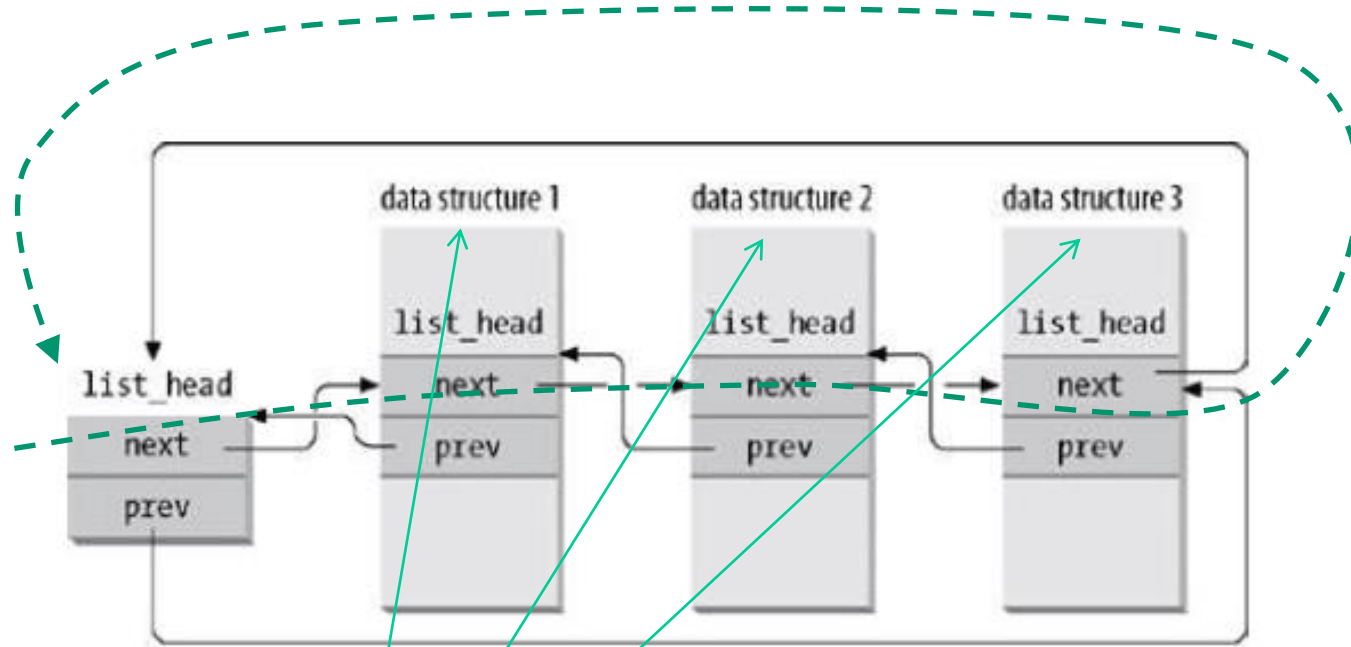 data structure 1
data structure 2
data structure 3
list_head
list_head
list_head
list_head
next
next
next
next
prev
prev
prev
prev